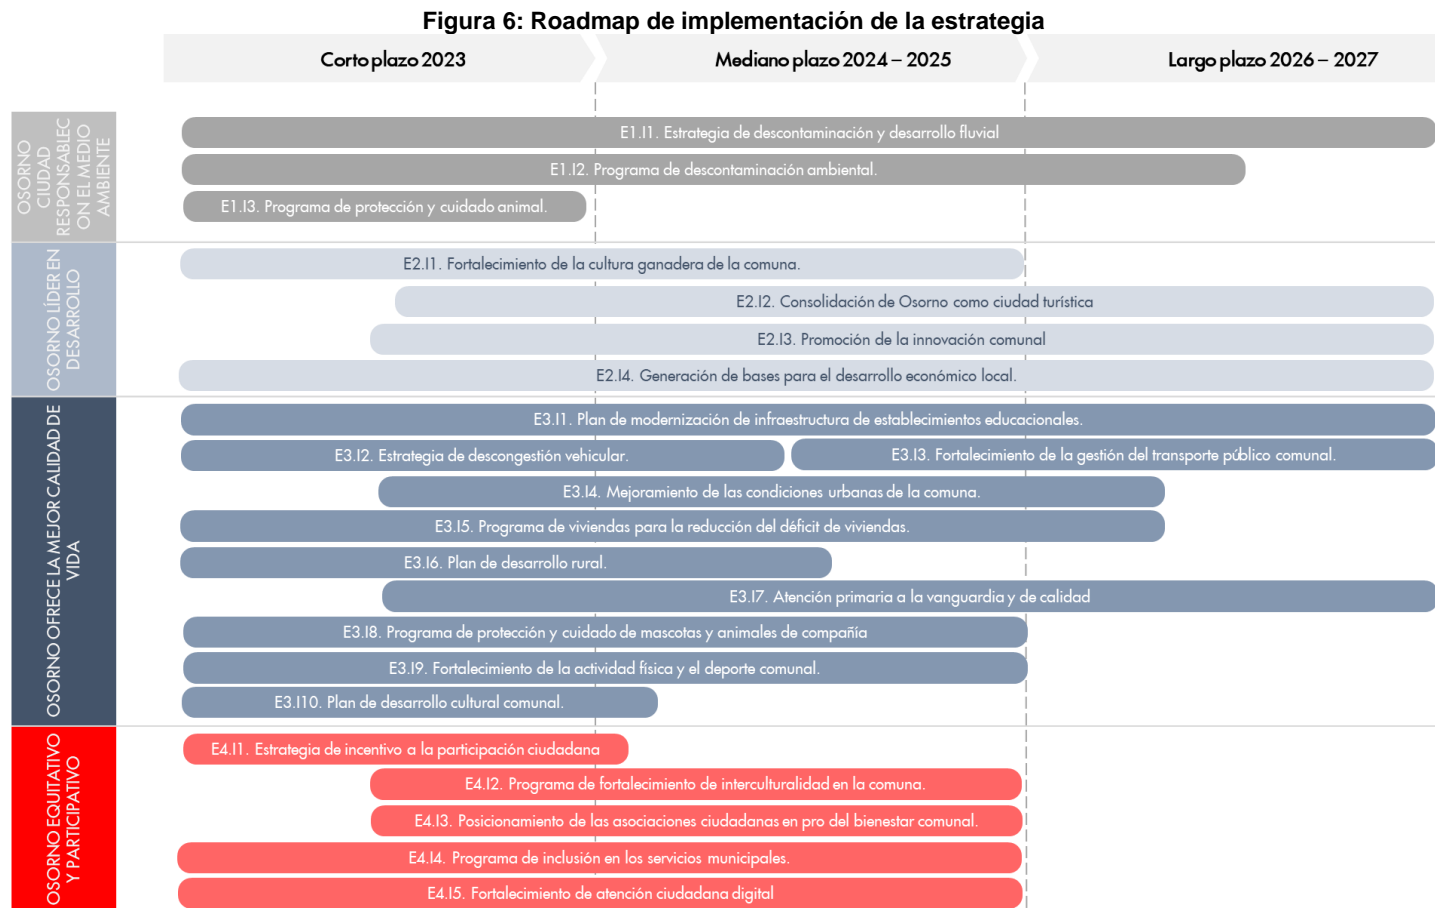 Figura 6: Roadmap de implementación de la estrategia
Corto plazo 2023
Mediano plazo 2024 – 2025
Largo plazo 2026 – 2027
OSORNO
CIUDAD
RESPONSABLEC
ON EL MEDIO
AMBIENTE
E1.I1. Estrategia de descontaminación y desarrollo fluvial
E1.I2. Programa de descontaminación ambiental.
E1.I3. Programa de protección y cuidado animal.
OSORNO LÍDER EN
DESARROLLO
E2.I1. Fortalecimiento de la cultura ganadera de la comuna.
E2.I2. Consolidación de Osorno como ciudad turística
E2.I3. Promoción de la innovación comunal
E2.I4. Generación de bases para el desarrollo económico local.
OSORNO OFRECE LA MEJOR CALIDAD DE
VIDA
E3.I1. Plan de modernización de infraestructura de establecimientos educacionales.
E3.I2. Estrategia de descongestión vehicular.
E3.I3. Fortalecimiento de la gestión del transporte público comunal.
E3.I4. Mejoramiento de las condiciones urbanas de la comuna.
E3.I5. Programa de viviendas para la reducción del déficit de viviendas.
E3.I6. Plan de desarrollo rural.
E3.I7. Atención primaria a la vanguardia y de calidad
E3.I8. Programa de protección y cuidado de mascotas y animales de compañía
E3.I9. Fortalecimiento de la actividad física y el deporte comunal.
E3.I10. Plan de desarrollo cultural comunal.
OSORNO EQUITATIVO
Y PARTICIPATIVO
E4.I1. Estrategia de incentivo a la participación ciudadana
E4.I2. Programa de fortalecimiento de interculturalidad en la comuna.
E4.I3. Posicionamiento de las asociaciones ciudadanas en pro del bienestar comunal.
E4.I4. Programa de inclusión en los servicios municipales.
E4.I5. Fortalecimiento de atención ciudadana digital